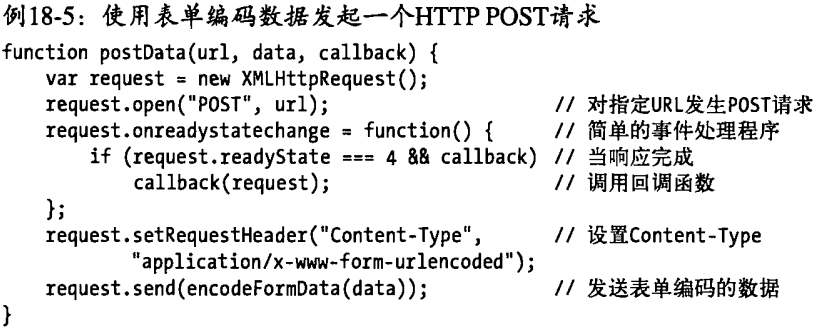 例18-5：使用表单编码数据发起一个HTTP POST请求
function postData(url, data, callback) {
    var request = new XMLHttpRequest();
    request.open("POST", url);                    // 对指定URL发生POST请求
    request.onreadystatechange = function() {     // 简单的事件处理程序
        if (request.readyState === 4 && callback) // 当响应完成
            callback(request);                    // 调用回调函数
    };
    request.setRequestHeader("Content-Type",      // 设置Content-Type
            "application/x-www-form-urlencoded");
    request.send(encodeFormData(data));           // 发送表单编码的数据
}